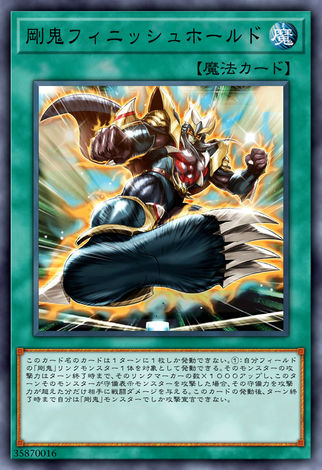 剛鬼フィニッシュホールド
魔
【魔法カード】
このカード名のカードは１ターンに１枚しか発動できない。①：自分フィールド
の「剛鬼」リンクモンスター１体を対象として発動できる。そのモンスターの攻
撃力はターン終了時まで、そのリンクマーカーの数×１０００アップし、このタ
ーンそのモンスターが守備表示モンスターを攻撃した場合、その守備力を攻撃
力が超えた分だけ相手に戦闘ダメージを与える。このカードの発動後、ターン終
了時まで自分は「剛鬼」モンスターでしか攻撃宣言できない。
35870016